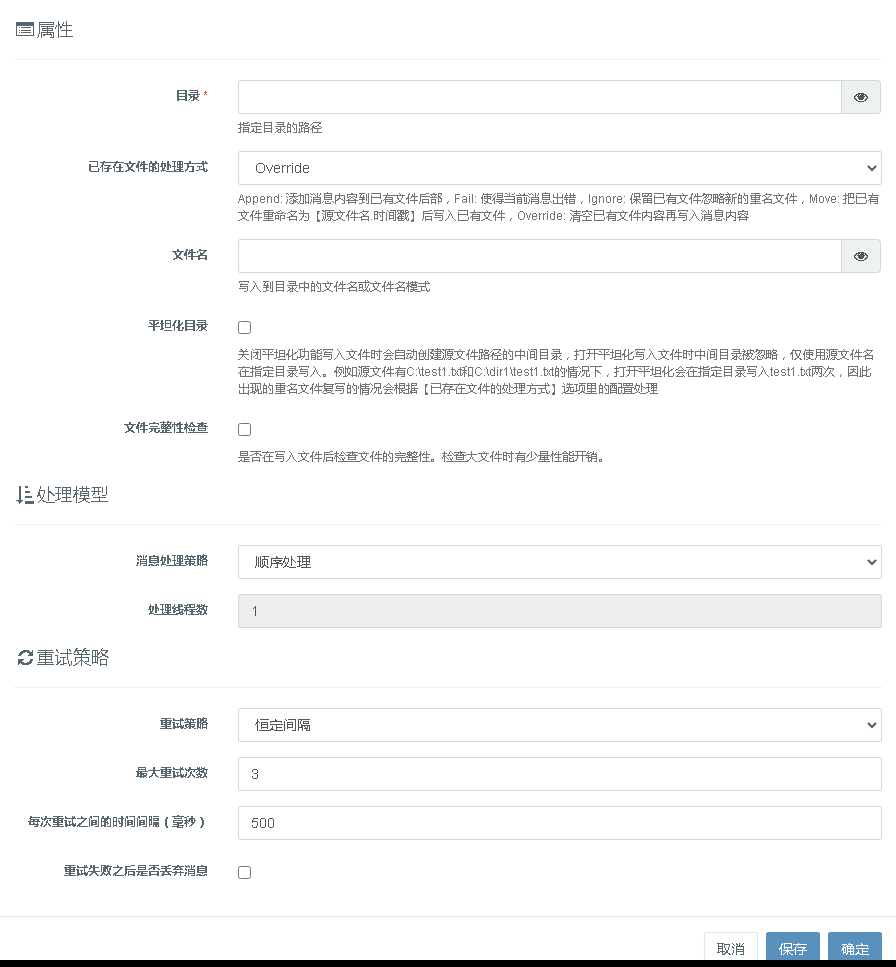 属性
目录 *
指定目录的路径
已存在文件的处理方式
Override
Append: 添加消息内容到已有文件后部，Fail: 使得当前消息出错，Ignore: 保留已有文件忽略新的重名文件，Move: 把已有
文件重命名为【源文件名.时间戳】后写入已有文件，Override: 清空已有文件内容再写入消息内容
文件名
写入到目录中的文件名或文件名模式
平坦化目录
关闭平坦化功能写入文件时会自动创建源文件路径的中间目录，打开平坦化写入文件时中间目录被忽略，仅使用源文件名
在指定目录写入。例如源文件有C:\test1.txt和C:\dir1\test1.txt的情况下，打开平坦化会在指定目录写入test1.txt两次，因此
出现的重名文件复写的情况会根据【已存在文件的处理方式】选项里的配置处理
文件完整性检查
是否在写入文件后检查文件的完整性。检查大文件时有少量性能开销。
处理模型
消息处理策略
顺序处理
处理线程数
1
重试策略
重试策略
恒定间隔
最大重试次数
3
每次重试之间的时间间隔（毫秒）
500
重试失败之后是否丢弃消息
取消
保存
确定